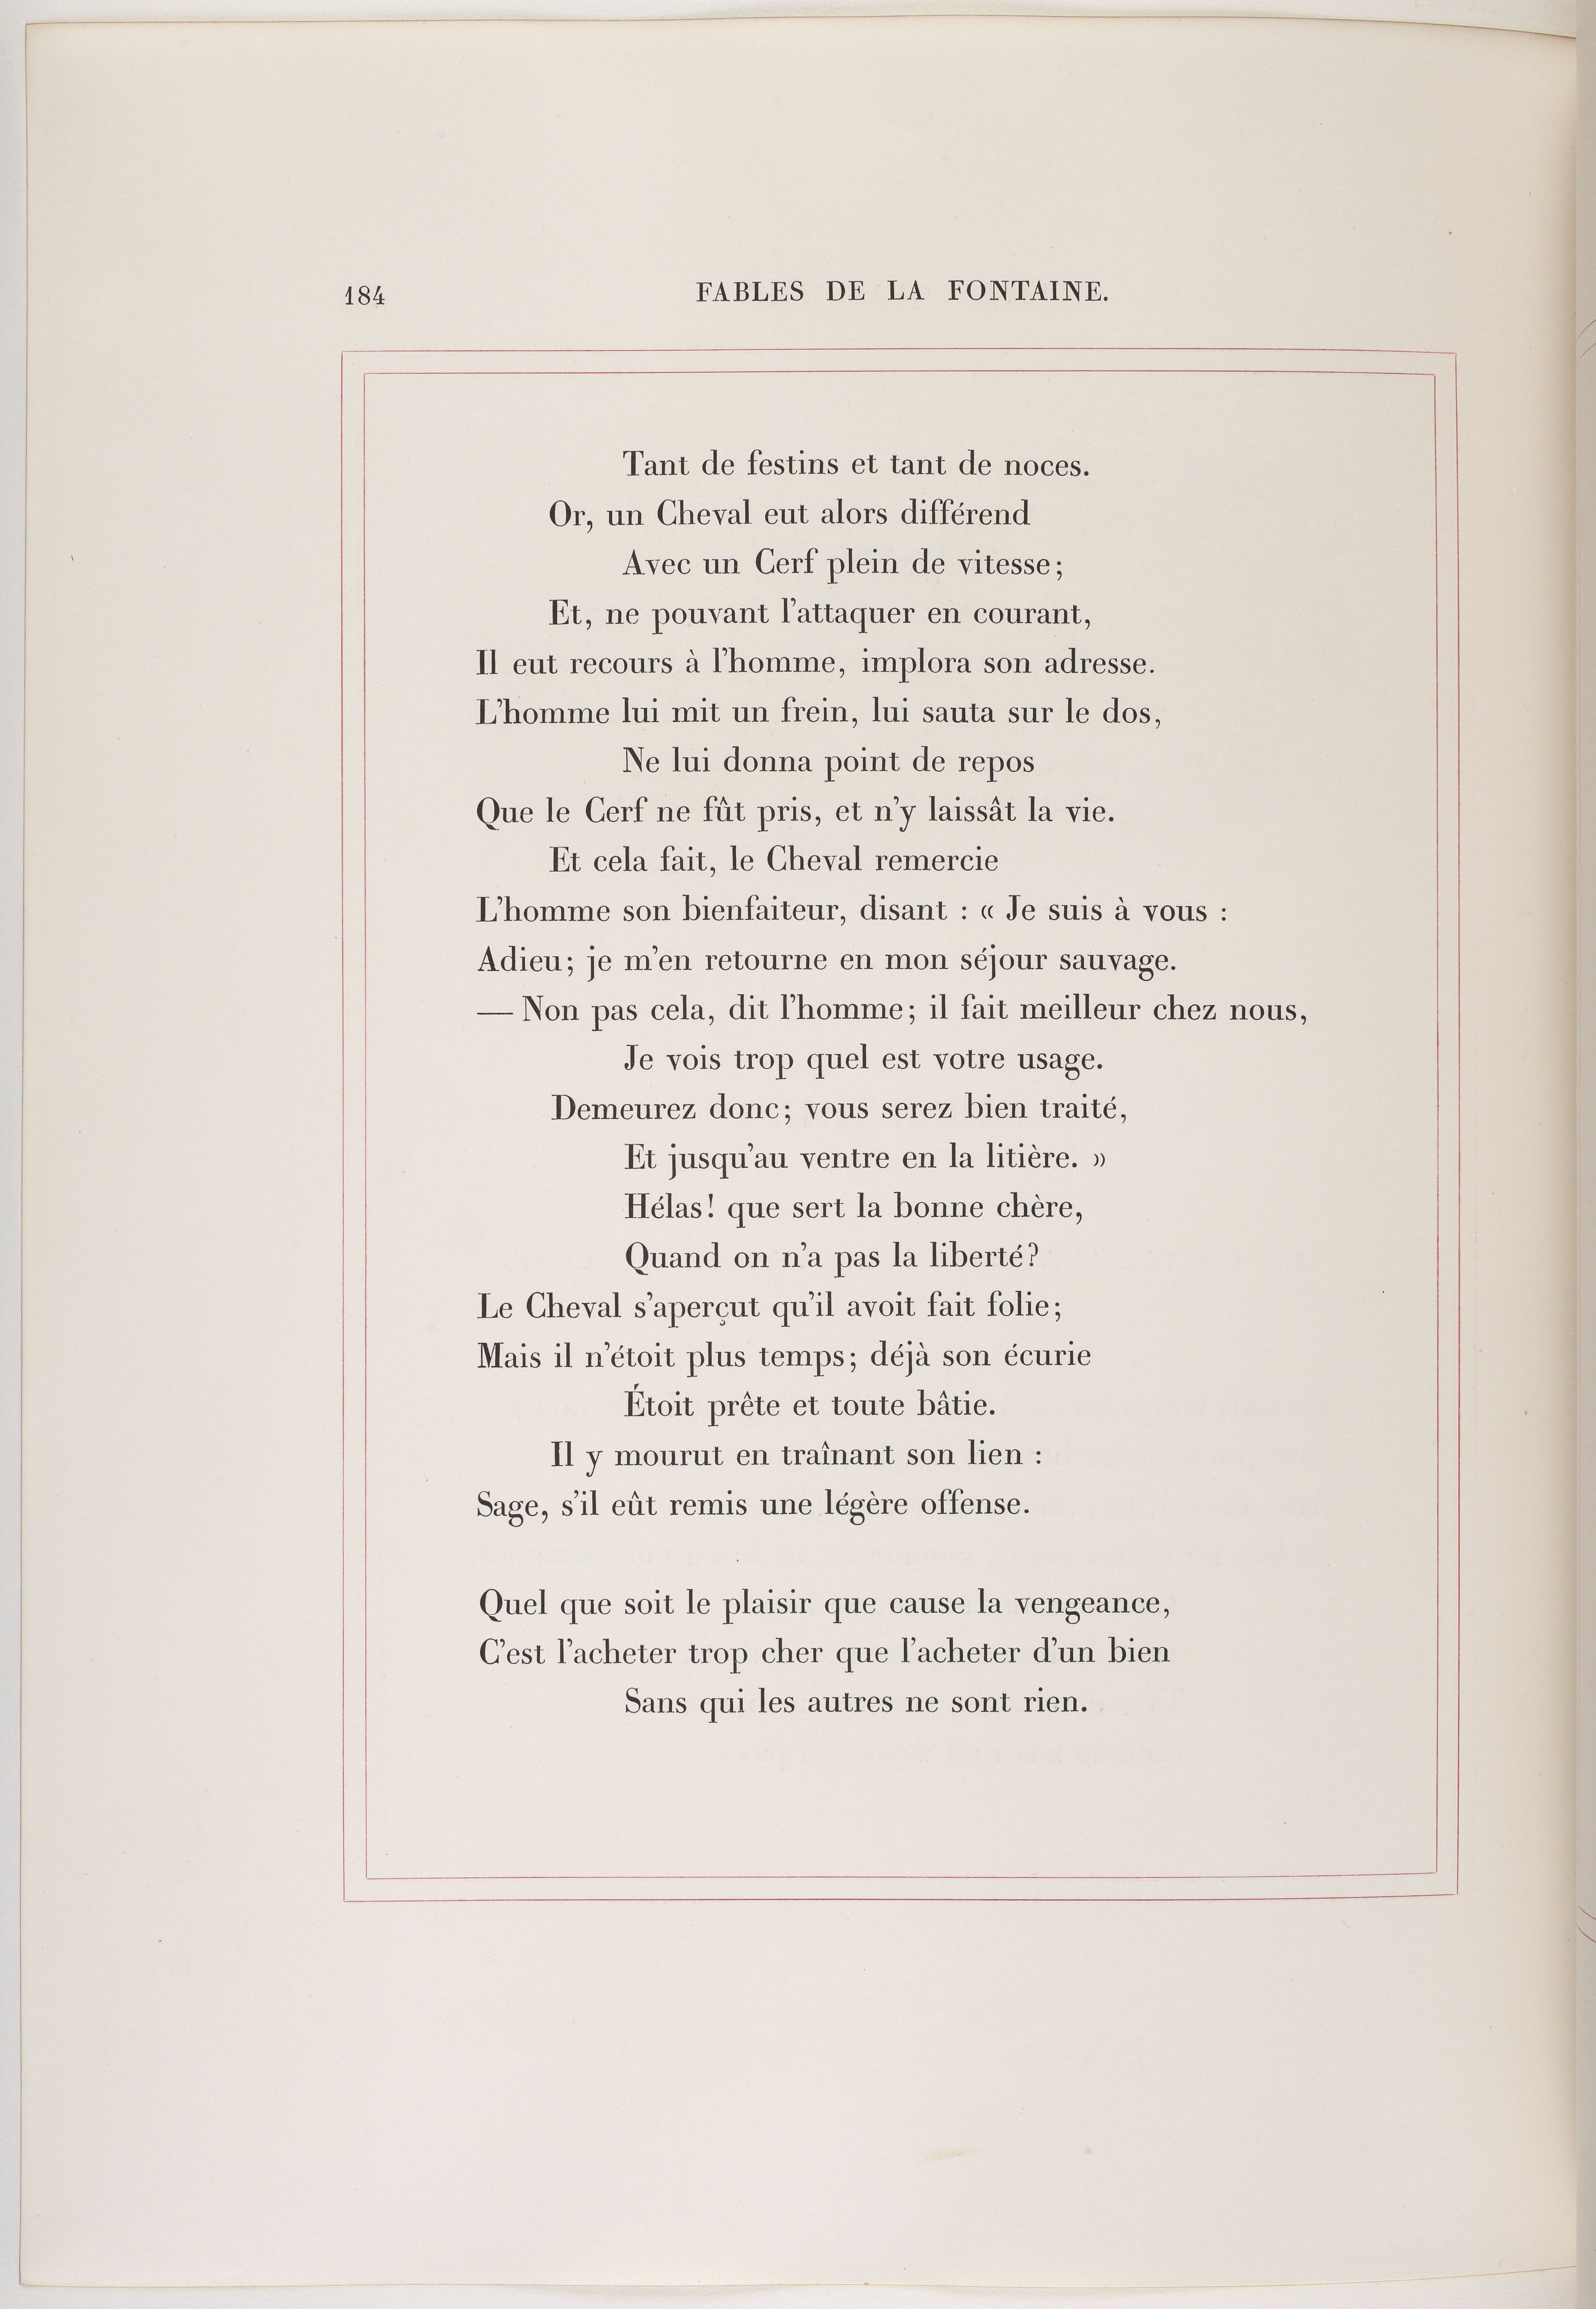 184
FABLES DE LA FONTAINE.
Tant de festins et tant de noces.
Or, un Cheval eut alors différend
Avec un Cerf plein de vitesse;
Et, ne pouvant l'attaquer en courant,
Il eut recours à l'homme, implora son adresse.
L'homme lui mit un frein, lui sauta sur le dos,
Ne lui donna point de repos
Que le Cerf ne fût pris, et n'y laissât la vie.
Et cela fait, le Cheval remercie
L'homme son bienfaiteur, disant : « Je suis à vous :
Adieu; je m'en retourne en mon séjour sauvage.
— Non pas cela, dit l'homme; il fait meilleur chez nous,
Je vois trop quel est votre usage.
Demeurez donc; vous serez bien traité,
Et jusqu'au ventre en la litière. »
Hélas! que sert la bonne chère,
Quand on n'a pas la liberté?
Le Cheval s'aperçut qu'il avoit fait folie;
Mais il n'étoit plus temps; déjà son écurie
Étoit prête et toute bâtie.
Il y mourut en traînant son lien :
Sage, s'il eût remis une légère offense.
Quel que soit le plaisir que cause la vengeance,
C'est l'acheter trop cher que l'acheter d'un bien
Sans qui les autres ne sont rien.